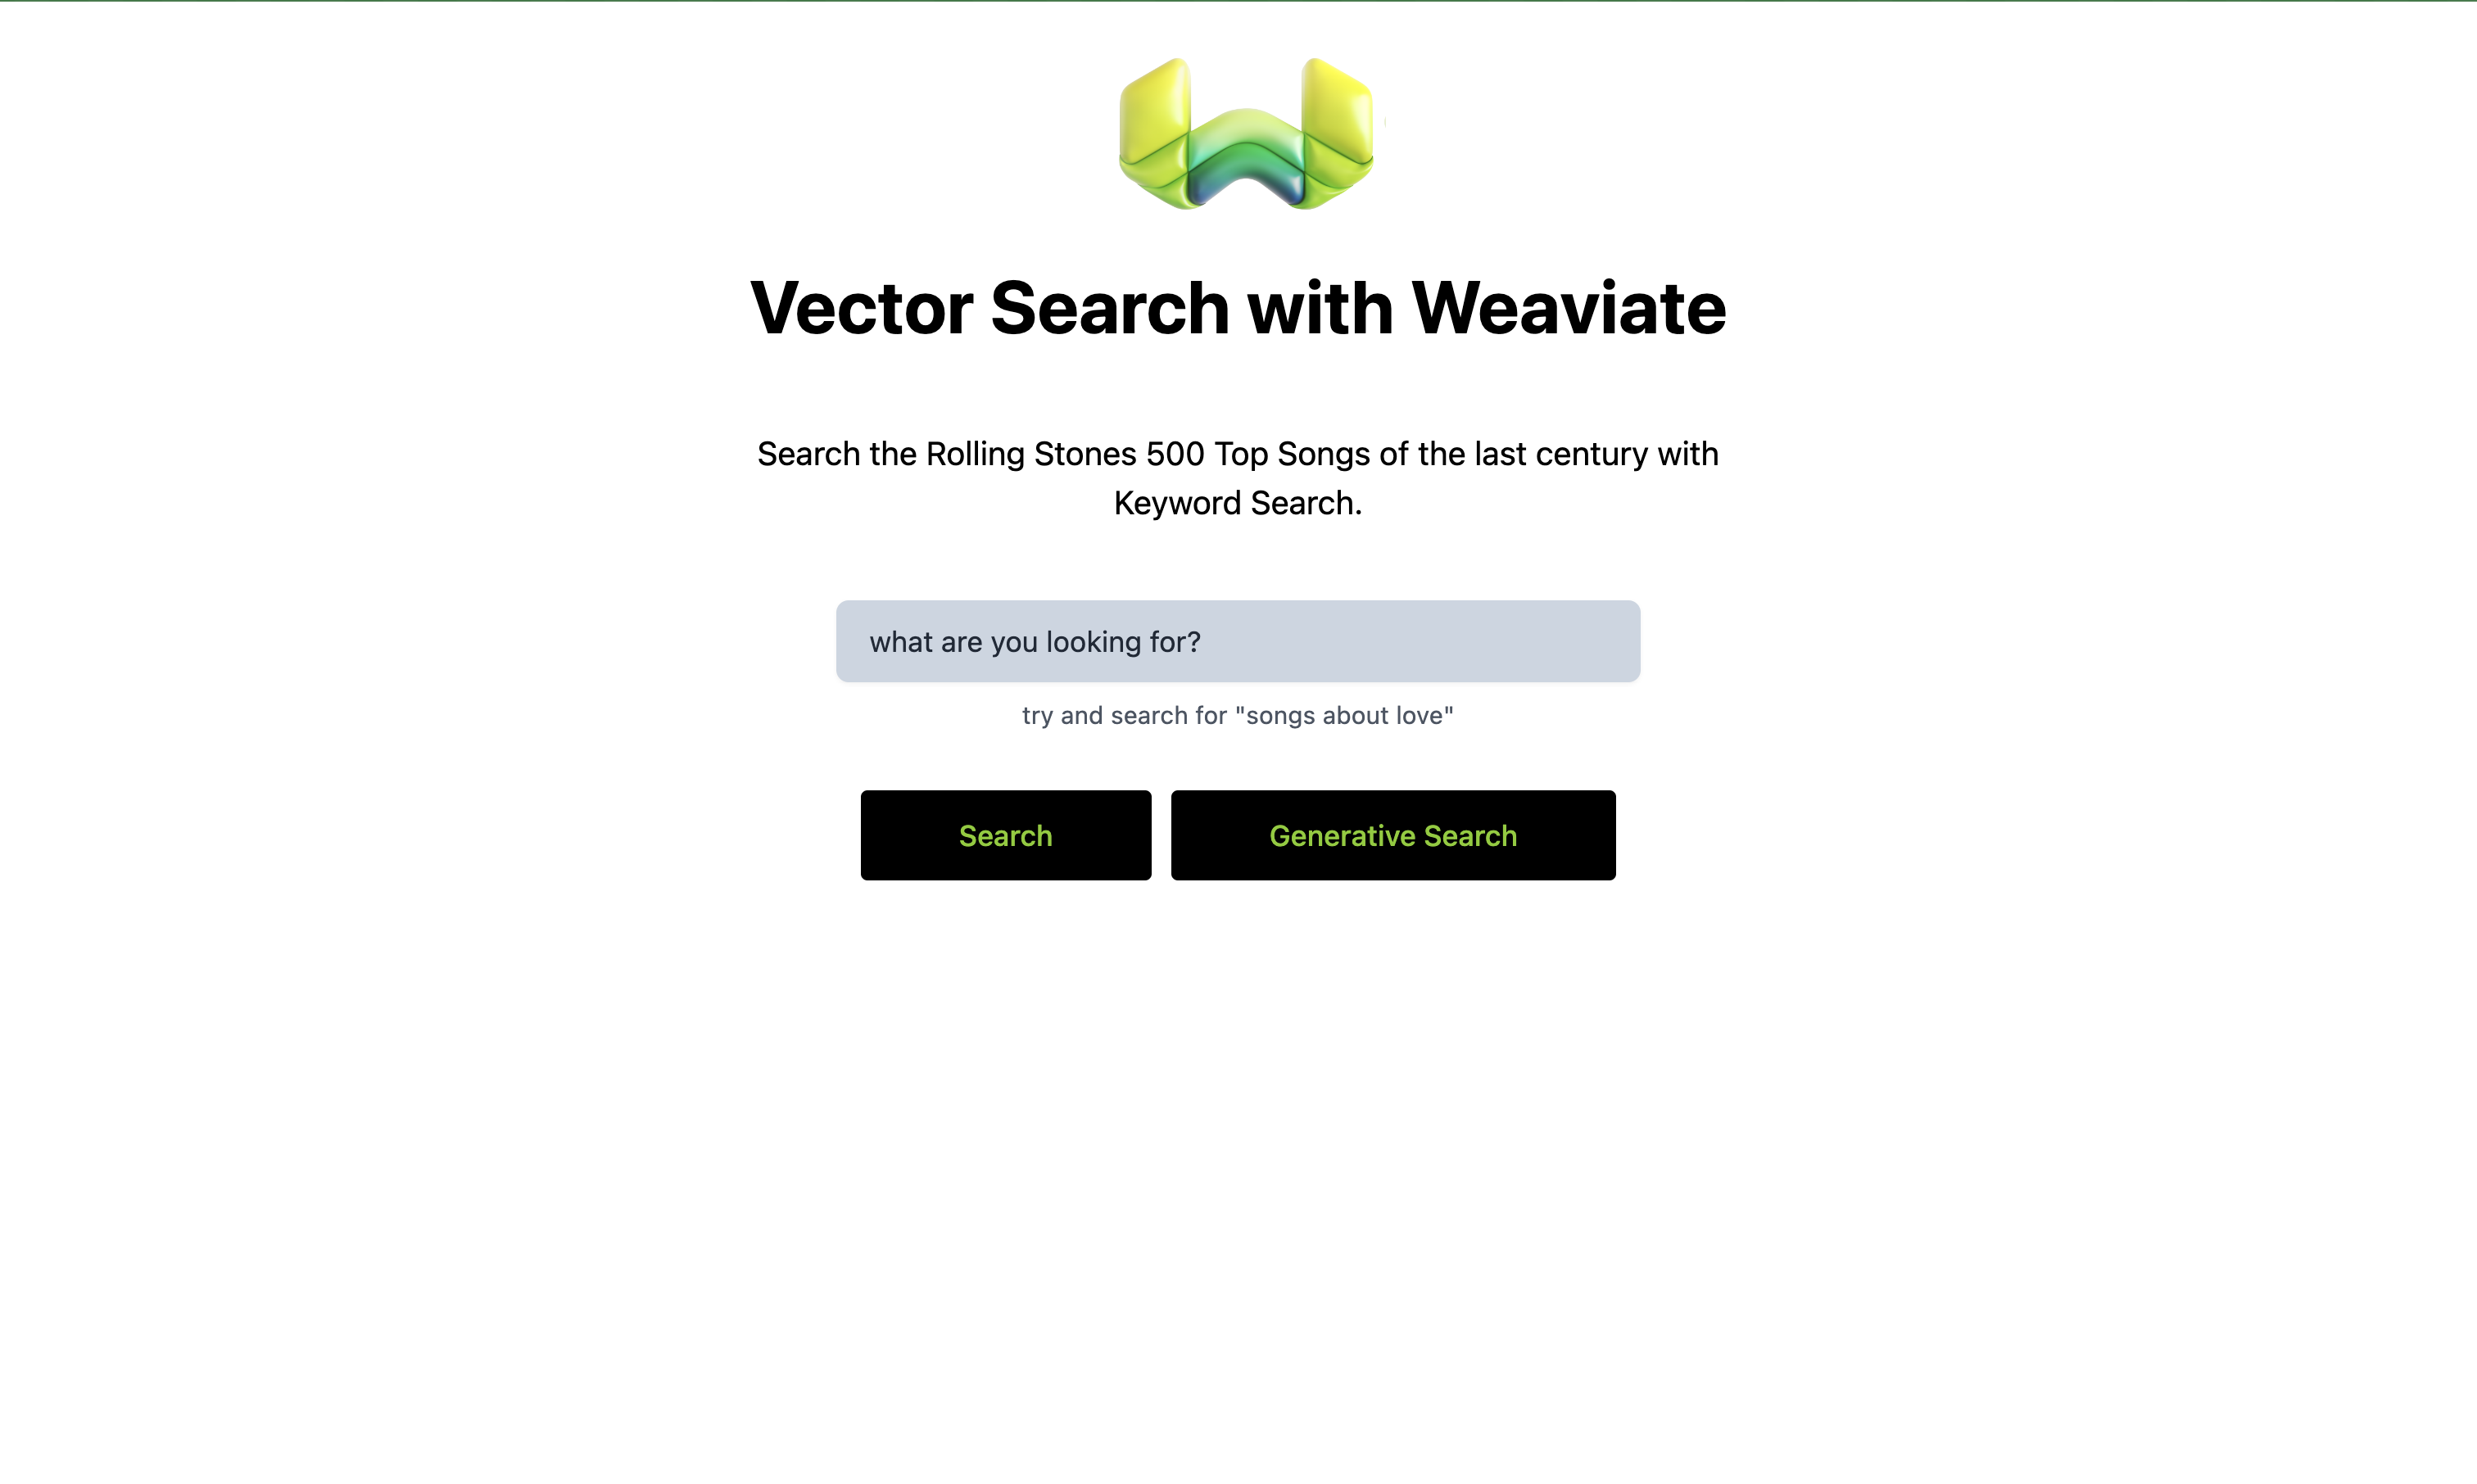 Vector Search with Weaviate
Search the Rolling Stones 500 Top Songs of the last century with
Keyword Search.
what are you looking for?
try and search for "songs about love"
Search
Generative Search